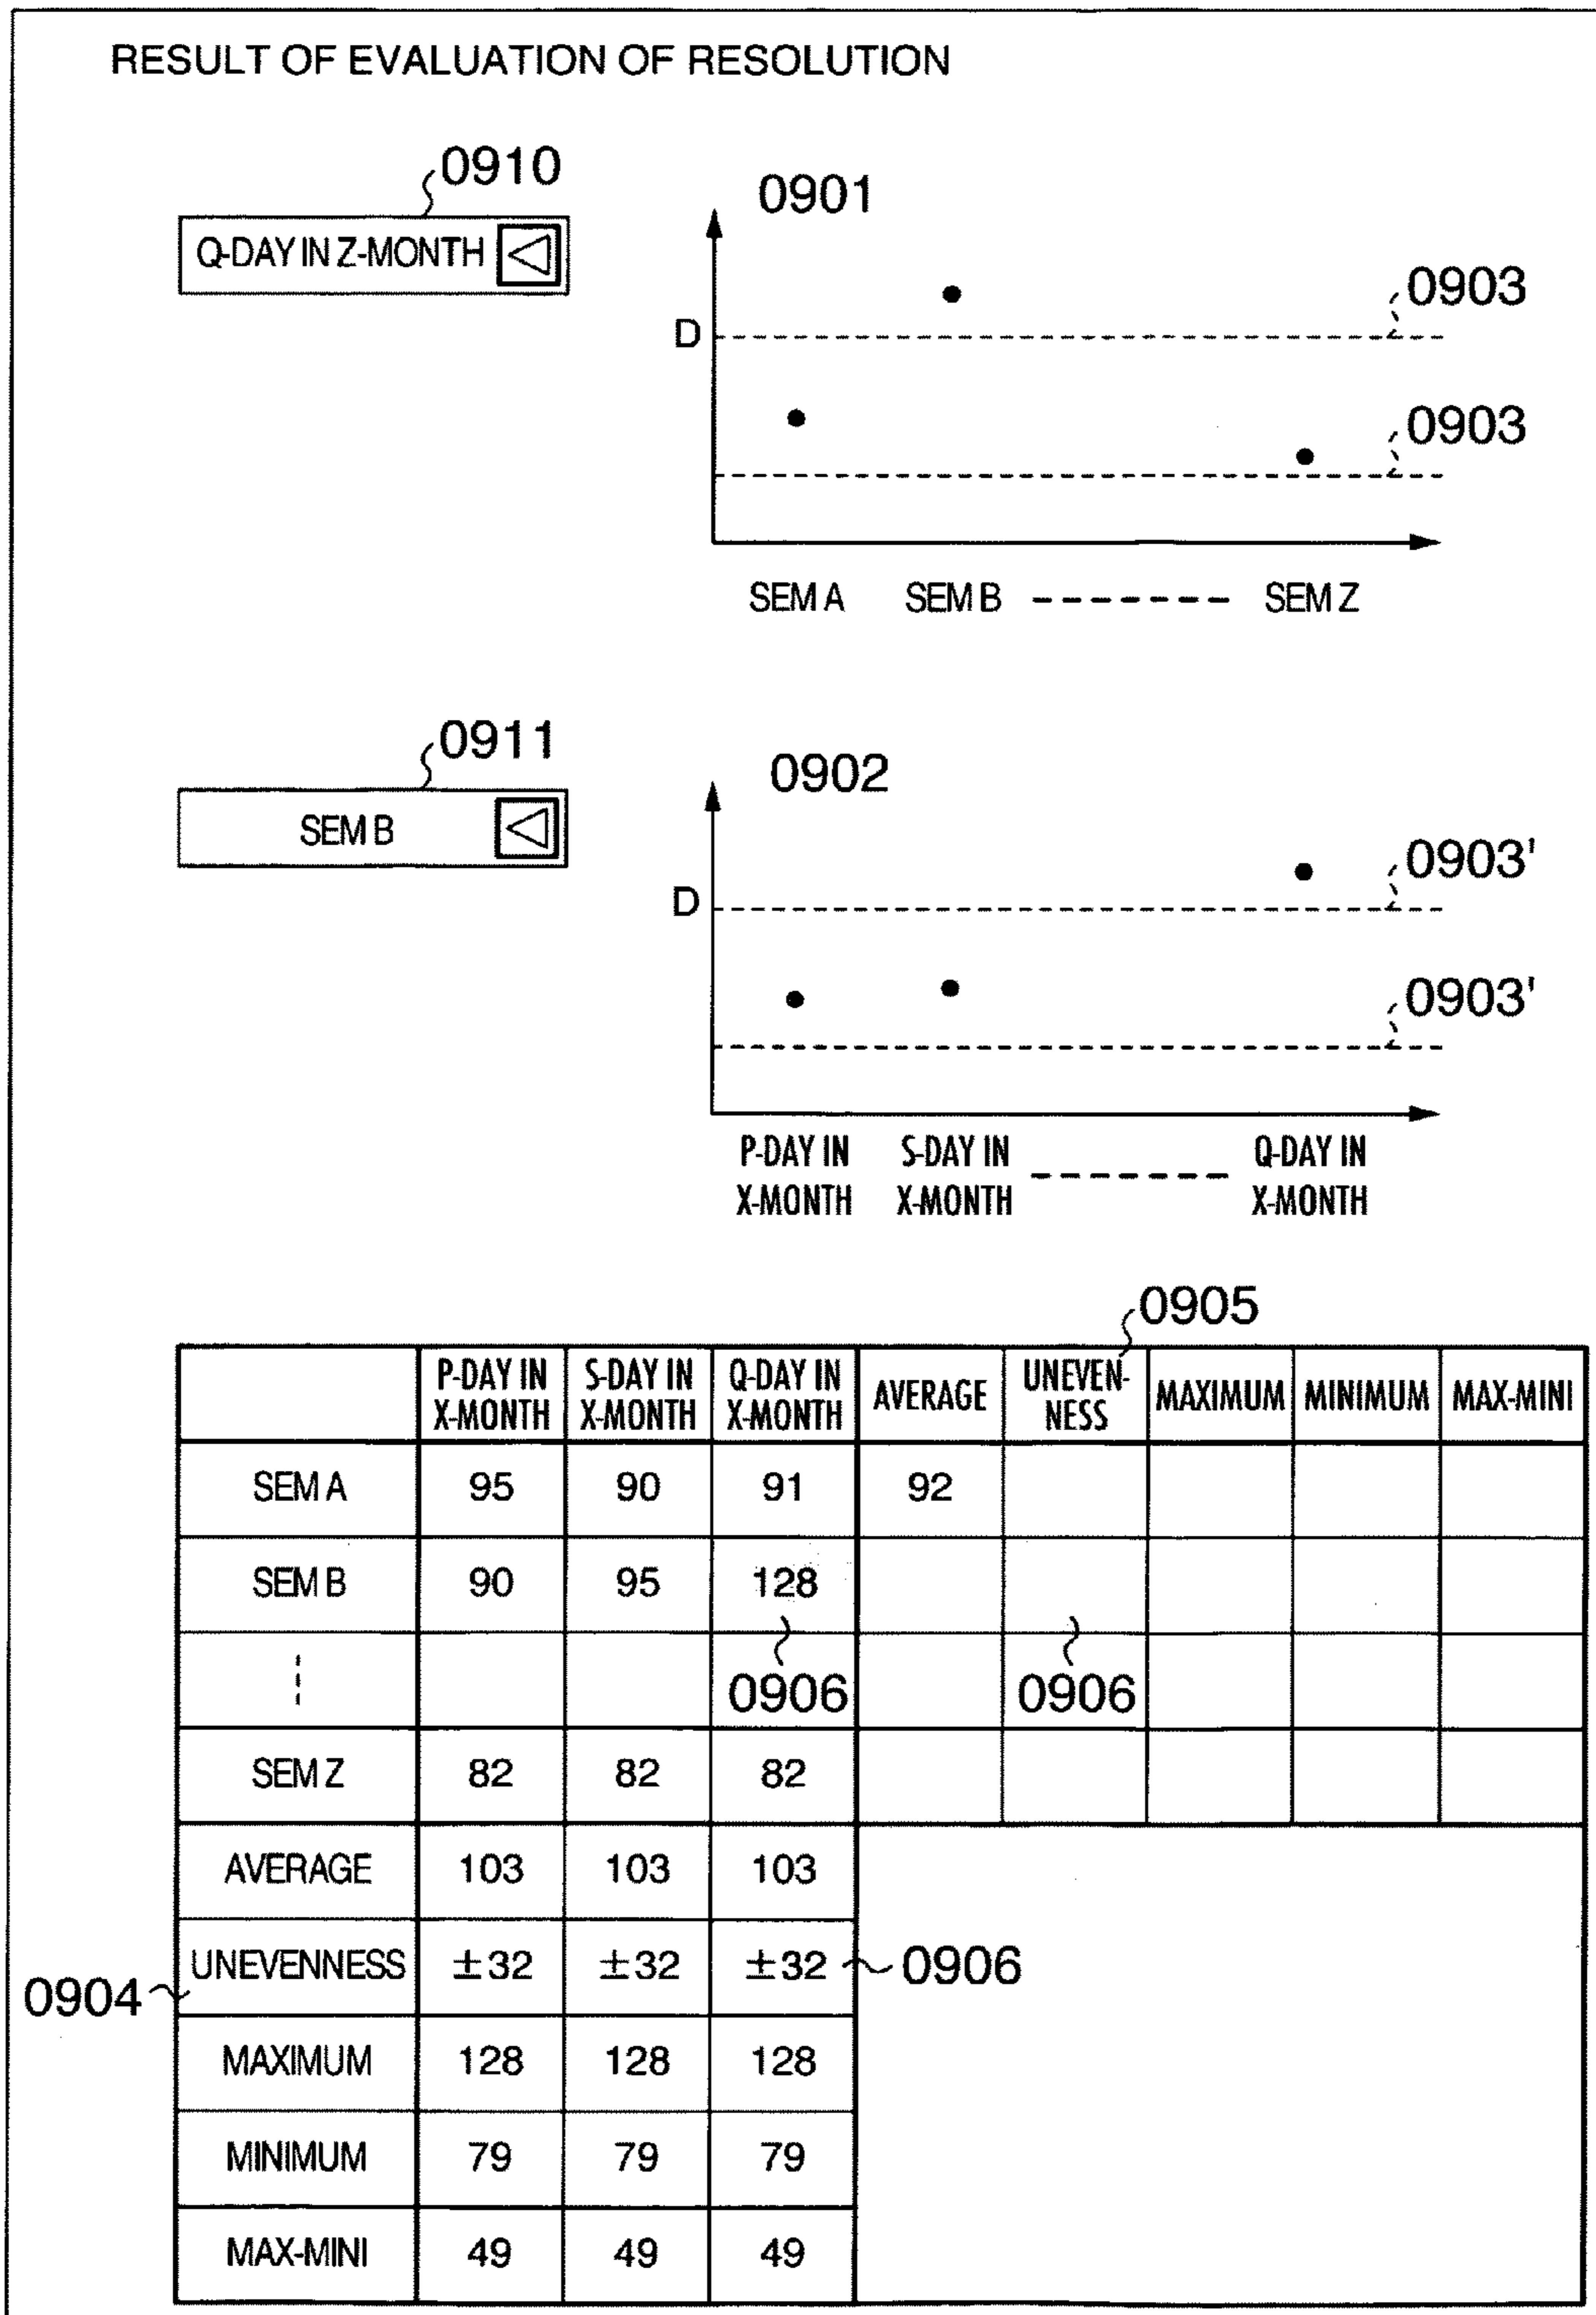 RESULT OF EVALUATION OF RESOLUTION
0910
Q-DAY IN Z-MONTH
0901
0903
D
0903
SEM A SEM B SEM Z
0911
SEM B
0902
0903'
D
0903'
P-DAY IN S-DAY IN Q-DAY IN
X-MONTH X-MONTH X-MONTH
0905
P-DAY IN S-DAY IN Q-DAY IN AVERAGE UNEVEN- MAXIMUM MINIMUM MAX-MINI
X-MONTH X-MONTH X-MONTH NESS
SEM A 95 90 91 92
SEM B 90 95 128
0906 0906
SEM Z 82 82 82
AVERAGE 103 103 103
UNEVENNESS ±32 ±32 ±32 0906
0904
MAXIMUM 128 128 128
MINIMUM 79 79 79
MAX-MINI 49 49 49